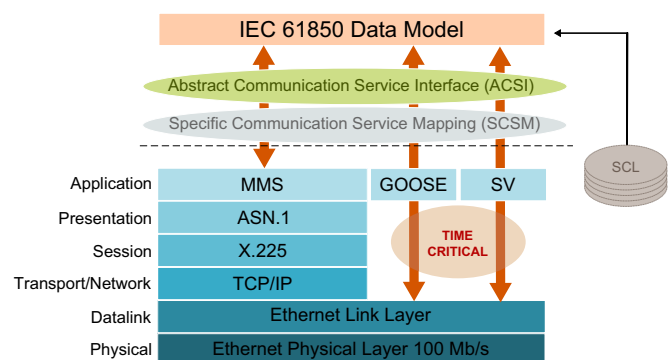 IEC 61850 Data Model
Abstract Communication Service Interface (ACSI)
Specific Communication Service Mapping (SCSM)
SCL
Application MMS GOOSE SV
Presentation ASN.1
Session X.225
TIME
CRITICAL
Transport/Network TCP/IP
Datalink Ethernet Link Layer
Physical Ethernet Physical Layer 100 Mb/s